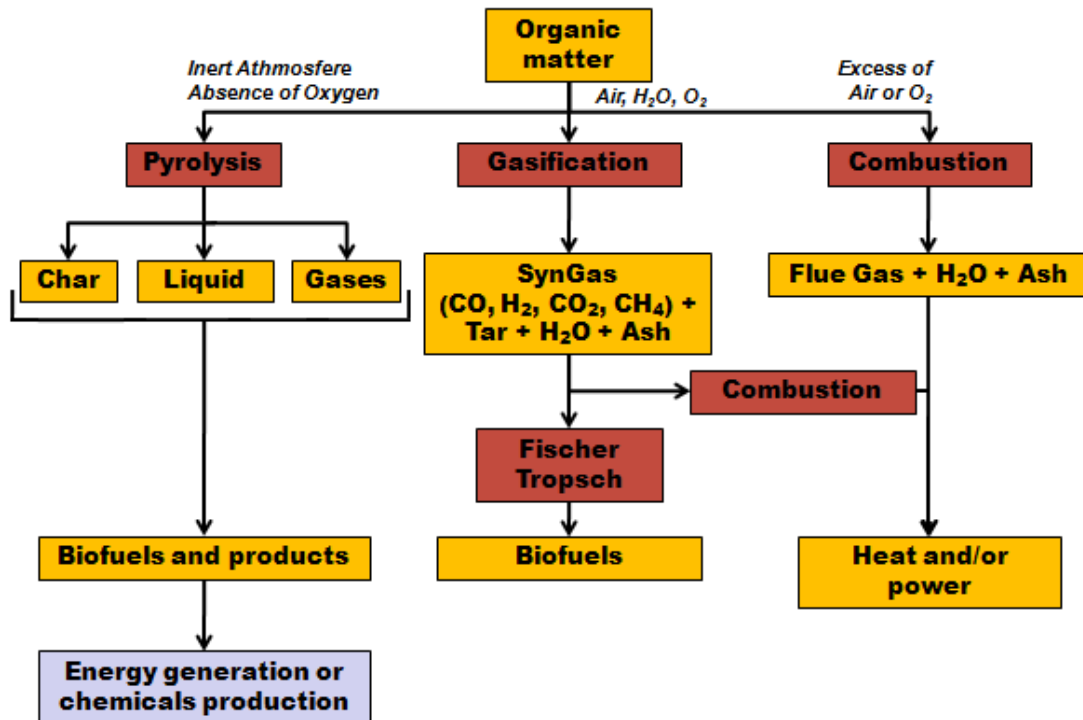 Organic
matter
Inert Athmosfere
Absence of Oxygen
Air, H₂O, O₂
Excess of
Air or O₂
Pyrolysis
Gasification
Combustion
Char
Liquid
Gases
SynGas
(CO, H₂, CO₂, CH₄) +
Tar + H₂O + Ash
Flue Gas + H₂O + Ash
Combustion
Fischer
Tropsch
Biofuels and products
Biofuels
Heat and/or
power
Energy generation or
chemicals production